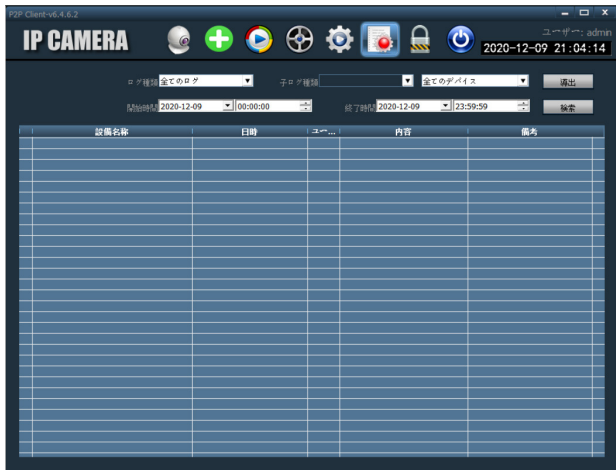 P2P Client-v6.4.6.2
IP CAMERA
ユーザー: admin
2020-12-09 21:04:14
ログ種類 全てのログ 子ログ種類 全てのデバイス 導出
開始時間 2020-12-09 00:00:00 終了時間 2020-12-09 23:59:59 検索
設備名称 日時 ユー... 内容 備考